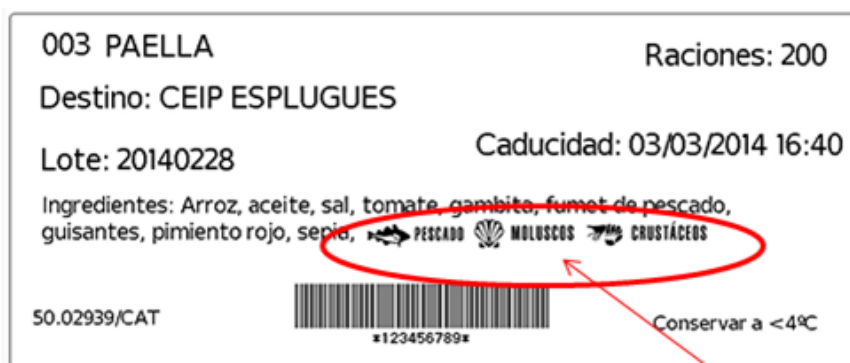 003 PAELLA
Raciones: 200
Destino: CEIP ESPLUGUES
Lote: 20140228
Caducidad: 03/03/2014 16:40
Ingredientes: Arroz, aceite, sal, tomate, gambita, fumet de pescado,
guisantes, pimiento rojo, sepia, PESCADO MOLUSCOS CRUSTÁCEOS
50.02939/CAT
*123456789*
Conservar a <4ºC